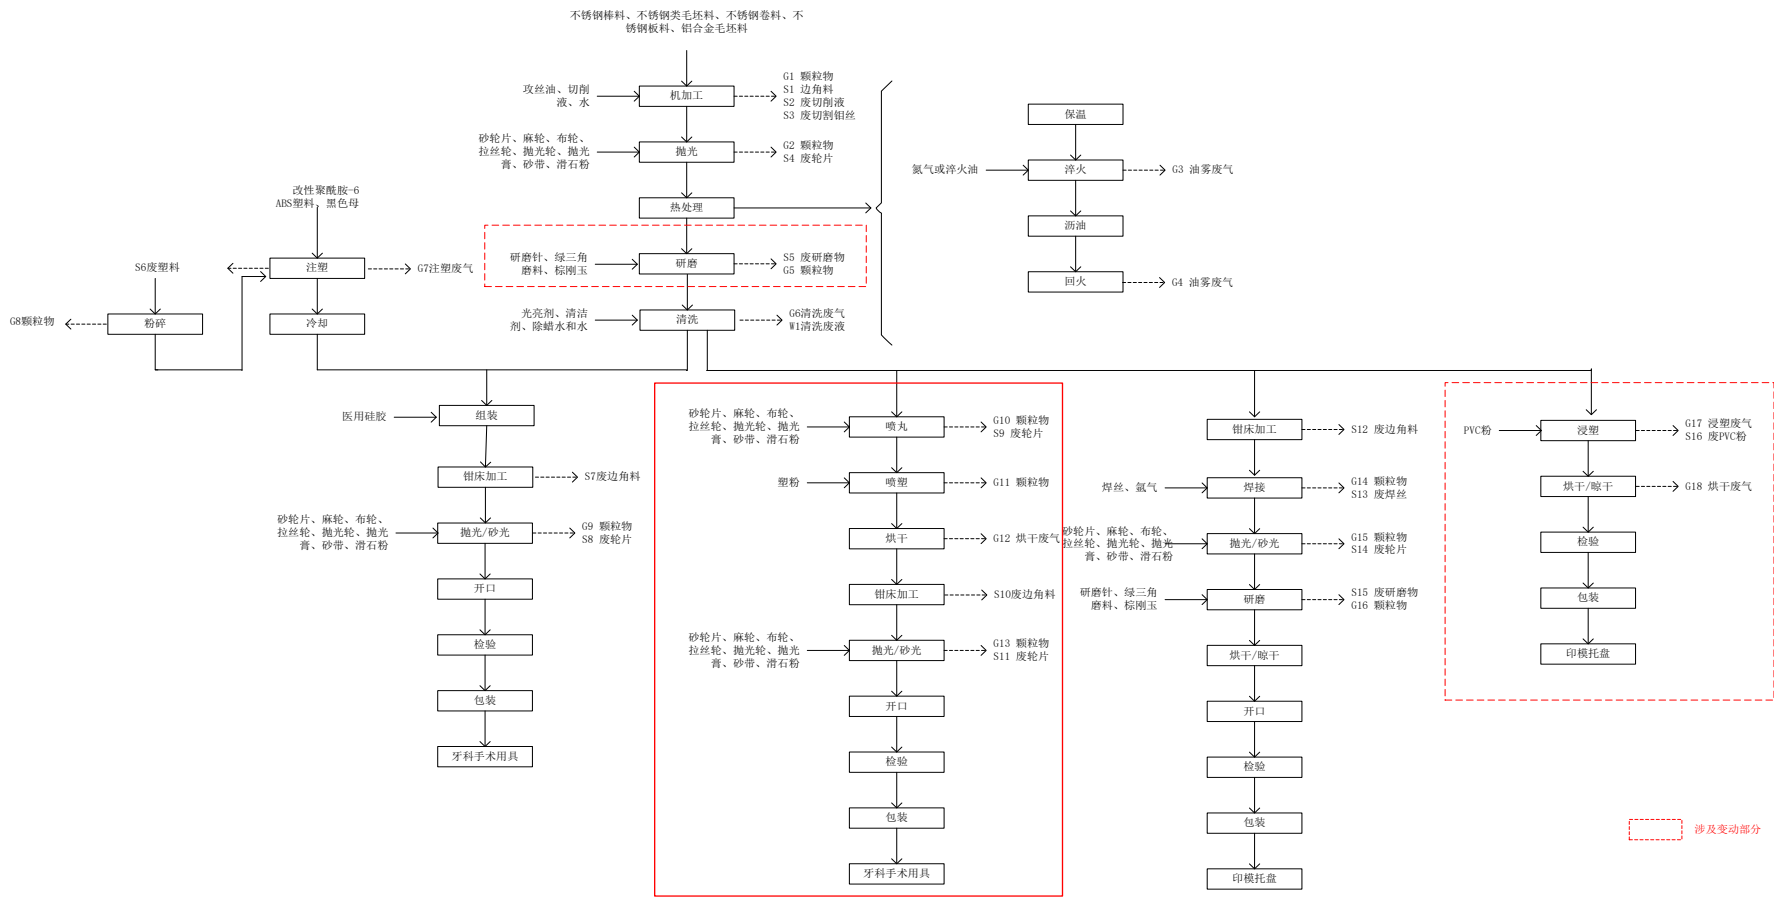 不锈钢棒料、不锈钢类毛坯料、不锈钢卷料、不
锈钢板料、铝合金毛坯料
攻丝油、切削
液、水
机加工
G1 颗粒物
S1 边角料
S2 废切削液
S3 废切割钼丝
砂轮片、麻轮、布轮、
拉丝轮、抛光轮、抛光
膏、砂带、滑石粉
抛光
G2 颗粒物
S4 废轮片
热处理
保温
氮气或淬火油
淬火
G3 油雾废气
沥油
回火
G4 油雾废气
研磨针、绿三角
磨料、棕刚玉
研磨
S5 废研磨物
G5 颗粒物
光亮剂、清洁
剂、除蜡水和水
清洗
G6清洗废气
W1清洗废液
改性聚酰胺-6
ABS塑料、黑色母
S6废塑料
注塑
G7注塑废气
G8颗粒物
粉碎
冷却
医用硅胶
组装
钳床加工
S7废边角料
砂轮片、麻轮、布轮、
拉丝轮、抛光轮、抛光
膏、砂带、滑石粉
抛光/砂光
G9 颗粒物
S8 废轮片
开口
检验
包装
牙科手术用具
砂轮片、麻轮、布轮、
拉丝轮、抛光轮、抛光
膏、砂带、滑石粉
喷丸
G10 颗粒物
S9 废轮片
塑粉
喷塑
G11 颗粒物
烘干
G12 烘干废气
钳床加工
S10废边角料
砂轮片、麻轮、布轮、
拉丝轮、抛光轮、抛光
膏、砂带、滑石粉
抛光/砂光
G13 颗粒物
S11 废轮片
开口
检验
包装
牙科手术用具
钳床加工
S12 废边角料
焊丝、氩气
焊接
G14 颗粒物
S13 废焊丝
砂轮片、麻轮、布轮、
拉丝轮、抛光轮、抛光
膏、砂带、滑石粉
抛光/砂光
G15 颗粒物
S14 废轮片
研磨针、绿三角
磨料、棕刚玉
研磨
S15 废研磨物
G16 颗粒物
烘干/晾干
开口
检验
包装
印模托盘
PVC粉
浸塑
G17 浸塑废气
S16 废PVC粉
烘干/晾干
G18 烘干废气
检验
包装
印模托盘
涉及变动部分